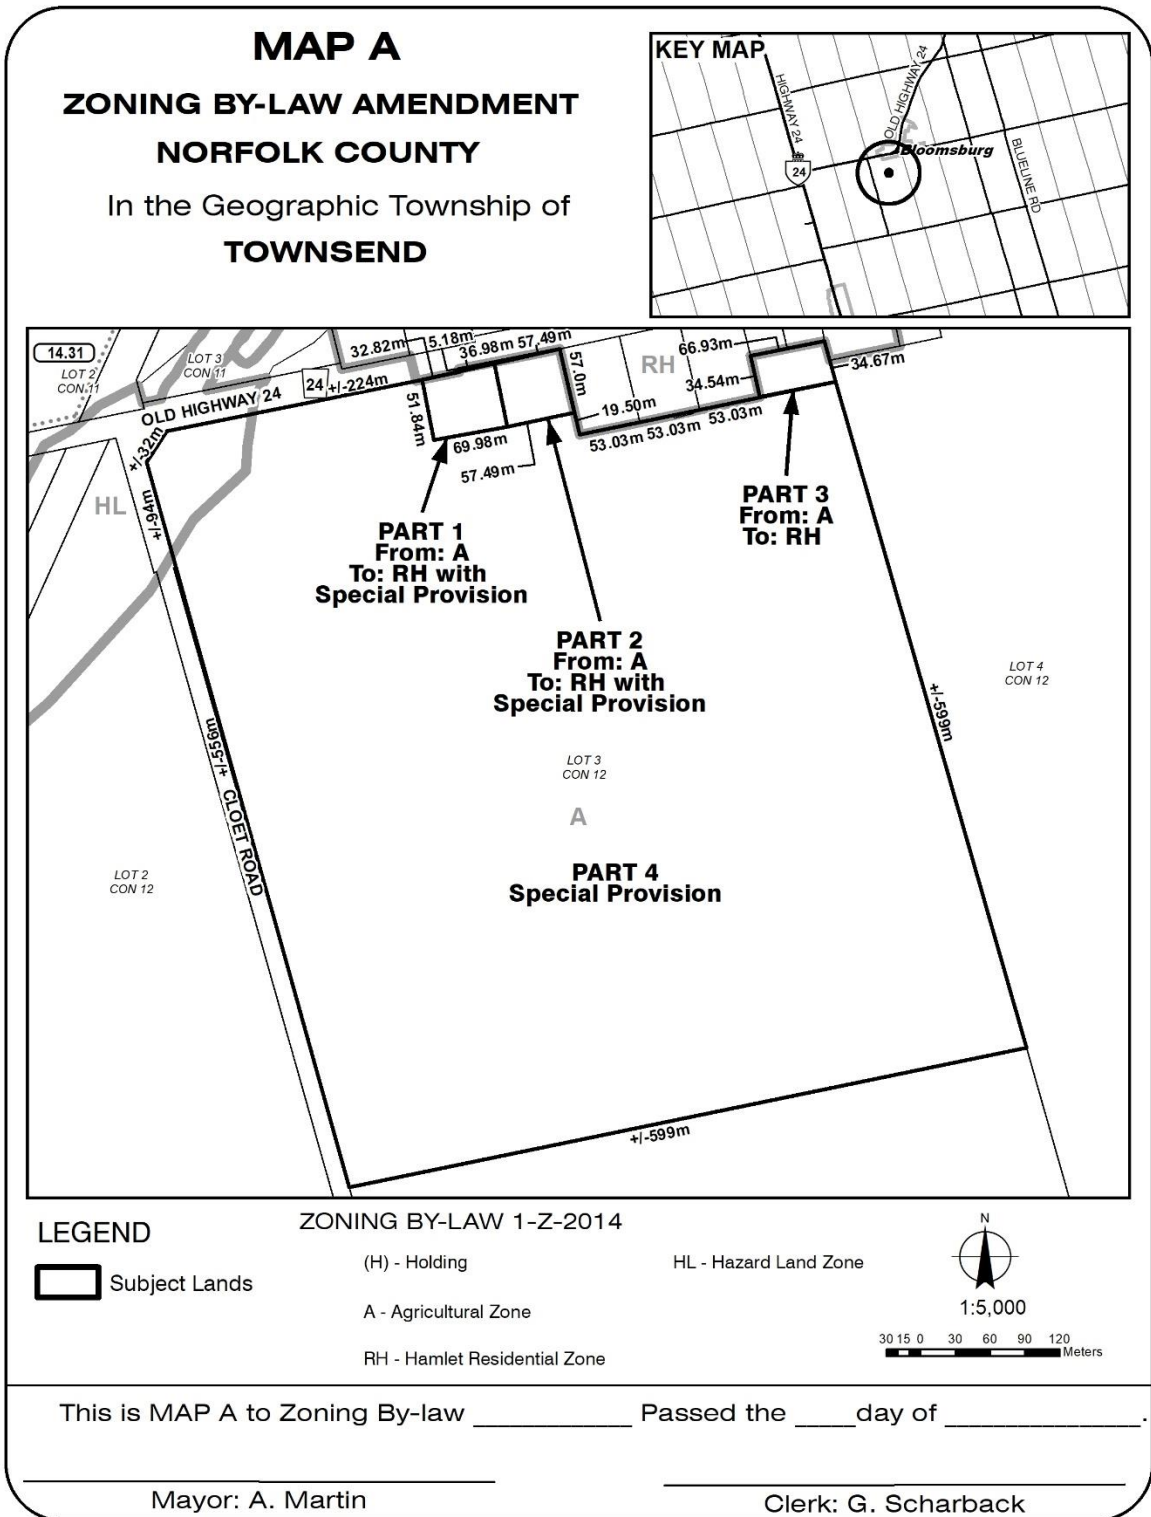 MAP A
ZONING BY-LAW AMENDMENT
NORFOLK COUNTY
In the Geographic Township of
TOWNSEND
KEY MAP
HIGHWAY 24
OLD HIGHWAY 24
24
Bloomsburg
BLUELINE RD
14.31
LOT 2
CON 11
LOT 3
CON 11
24
OLD HIGHWAY 24
+/-224m
32.82m
5.18m
36.98m
57.49m
57.0m
RH
66.93m
34.54m
34.67m
19.50m
53.03m
53.03m
53.03m
51.84m
69.98m
57.49m
+/-32m
+/-94m
HL
PART 1
From: A
To: RH with
Special Provision
PART 2
From: A
To: RH with
Special Provision
PART 3
From: A
To: RH
LOT 4
CON 12
+/-599m
+/-556m
CLOET ROAD
LOT 3
CON 12
A
PART 4
Special Provision
LOT 2
CON 12
+/-599m
LEGEND
Subject Lands
ZONING BY-LAW 1-Z-2014
(H) - Holding
A - Agricultural Zone
RH - Hamlet Residential Zone
HL - Hazard Land Zone
N
1:5,000
30 15 0 30 60 90 120
Meters
This is MAP A to Zoning By-law ____________ Passed the _____day of _______________.
Mayor: A. Martin
Clerk: G. Scharback